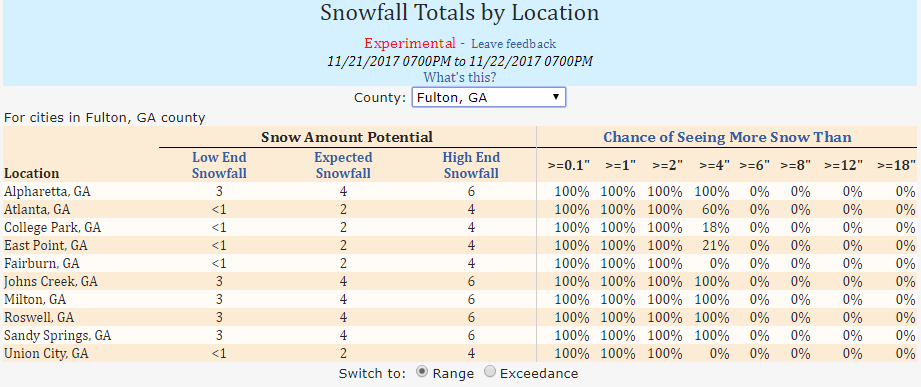 Snowfall Totals by Location
Experimental - Leave feedback
11/21/2017 0700PM to 11/22/2017 0700PM
What's this?
County: Fulton, GA
For cities in Fulton, GA county
Snow Amount Potential Chance of Seeing More Snow Than
Location Low End Snowfall Expected Snowfall High End Snowfall >=0.1" >=1" >=2" >=4" >=6" >=8" >=12" >=18"
Alpharetta, GA 3 4 6 100% 100% 100% 100% 0% 0% 0% 0%
Atlanta, GA <1 2 4 100% 100% 100% 60% 0% 0% 0% 0%
College Park, GA <1 2 4 100% 100% 100% 18% 0% 0% 0% 0%
East Point, GA <1 2 4 100% 100% 100% 21% 0% 0% 0% 0%
Fairburn, GA <1 2 4 100% 100% 100% 0% 0% 0% 0% 0%
Johns Creek, GA 3 4 6 100% 100% 100% 100% 0% 0% 0% 0%
Milton, GA 3 4 6 100% 100% 100% 100% 0% 0% 0% 0%
Roswell, GA 3 4 6 100% 100% 100% 100% 0% 0% 0% 0%
Sandy Springs, GA 3 4 6 100% 100% 100% 100% 0% 0% 0% 0%
Union City, GA <1 2 4 100% 100% 100% 0% 0% 0% 0% 0%
Switch to: Range Exceedance